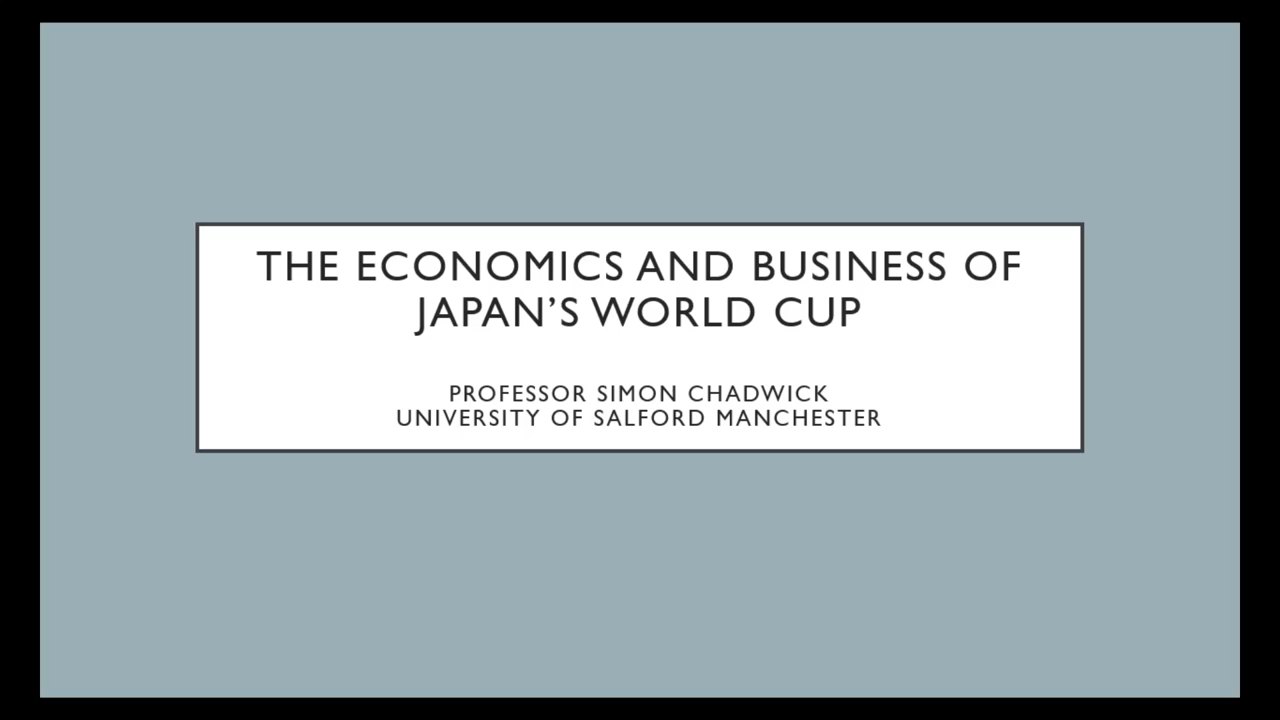 THE ECONOMICS AND BUSINESS OF
JAPAN’S WORLD CUP
PROFESSOR SIMON CHADWICK
UNIVERSITY OF SALFORD MANCHESTER